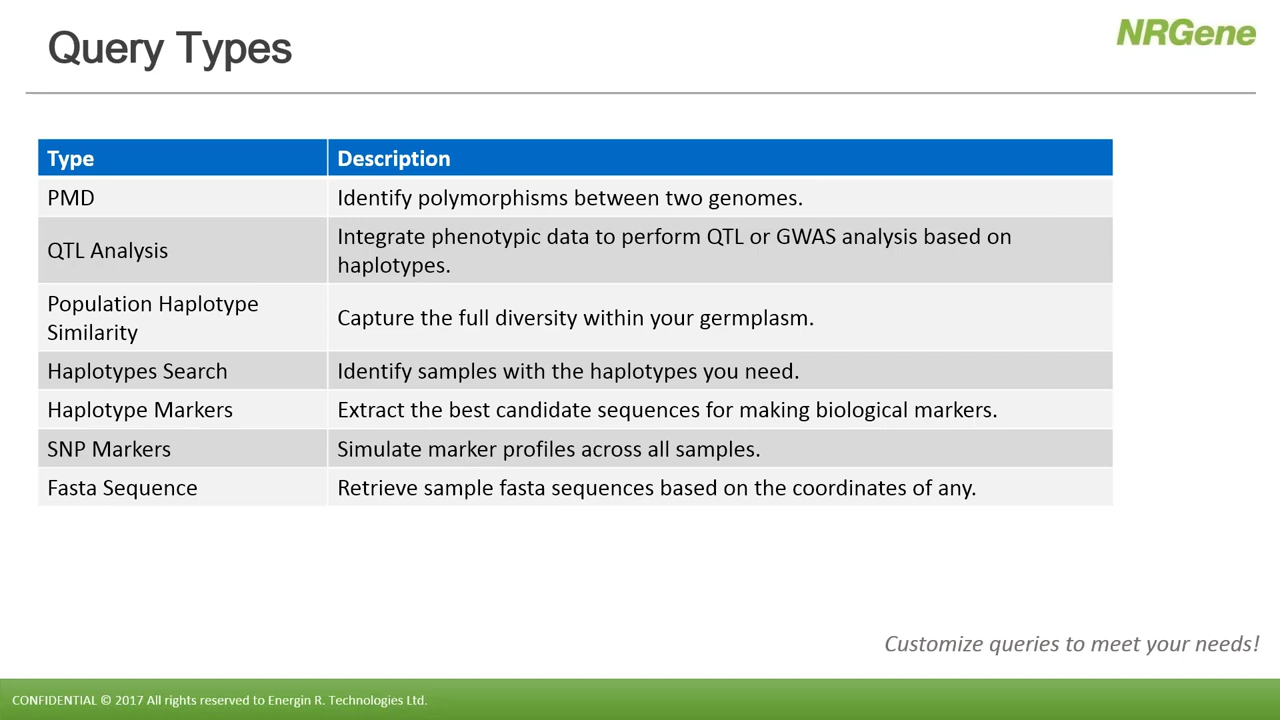 Query Types
NRGene
Type Description
PMD Identify polymorphisms between two genomes.
QTL Analysis Integrate phenotypic data to perform QTL or GWAS analysis based on
haplotypes.
Population Haplotype
Similarity Capture the full diversity within your germplasm.
Haplotypes Search Identify samples with the haplotypes you need.
Haplotype Markers Extract the best candidate sequences for making biological markers.
SNP Markers Simulate marker profiles across all samples.
Fasta Sequence Retrieve sample fasta sequences based on the coordinates of any.
Customize queries to meet your needs!
CONFIDENTIAL © 2017 All rights reserved to Energin R. Technologies Ltd.